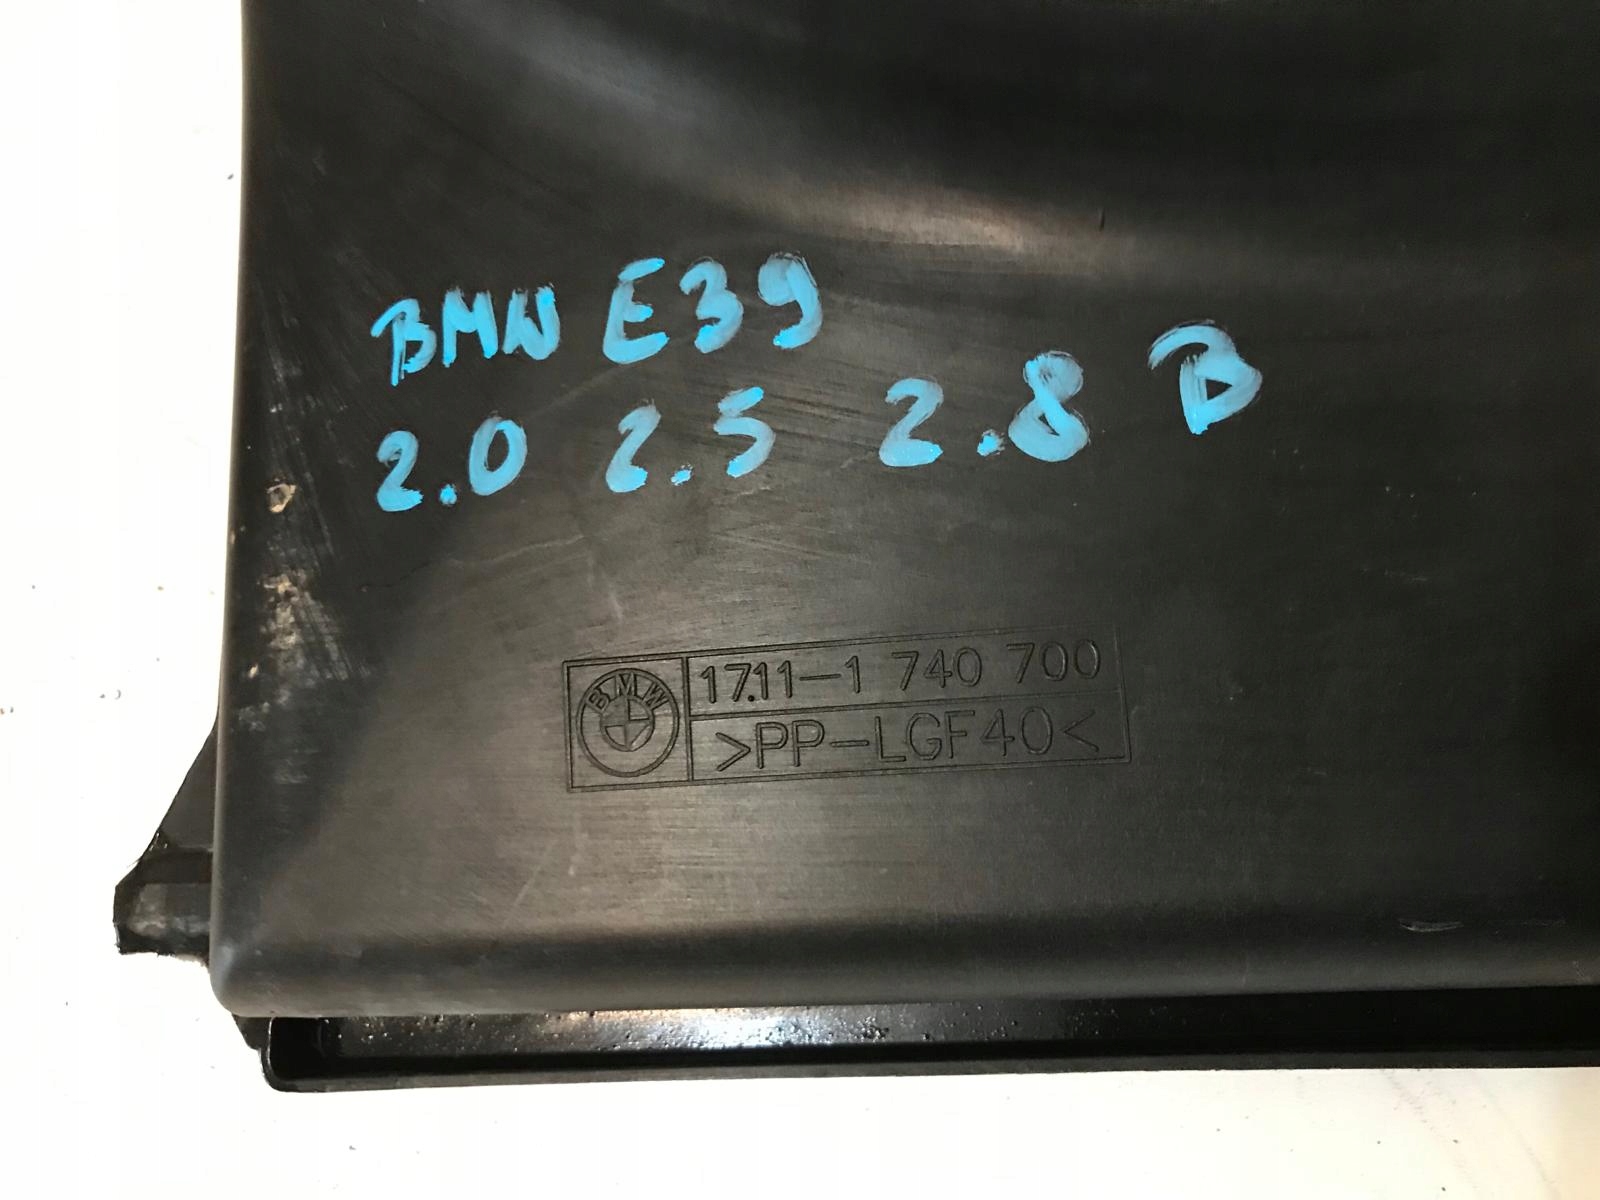 BMW E39
2.0 2.5 2.8 B
BMW
17.11-1 740 700
>PP-LGF40<